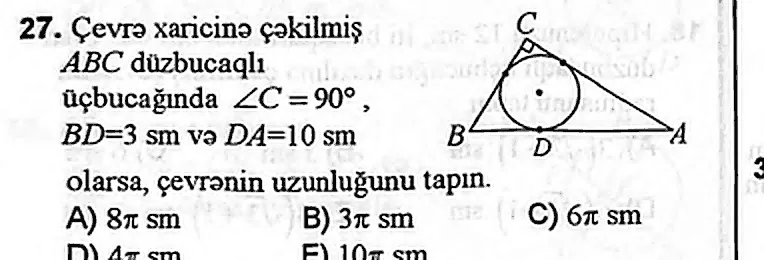 27. Çevrə xaricinə çəkilmiş
ABC düzbucaqlı
üçbucağında ∠C = 90°,
BD=3 sm və DA=10 sm
olarsa, çevrənin uzunluğunu tapın.
A) 8π sm B) 3π sm C) 6π sm
D) 4π sm E) 10π sm
C
B
D
A